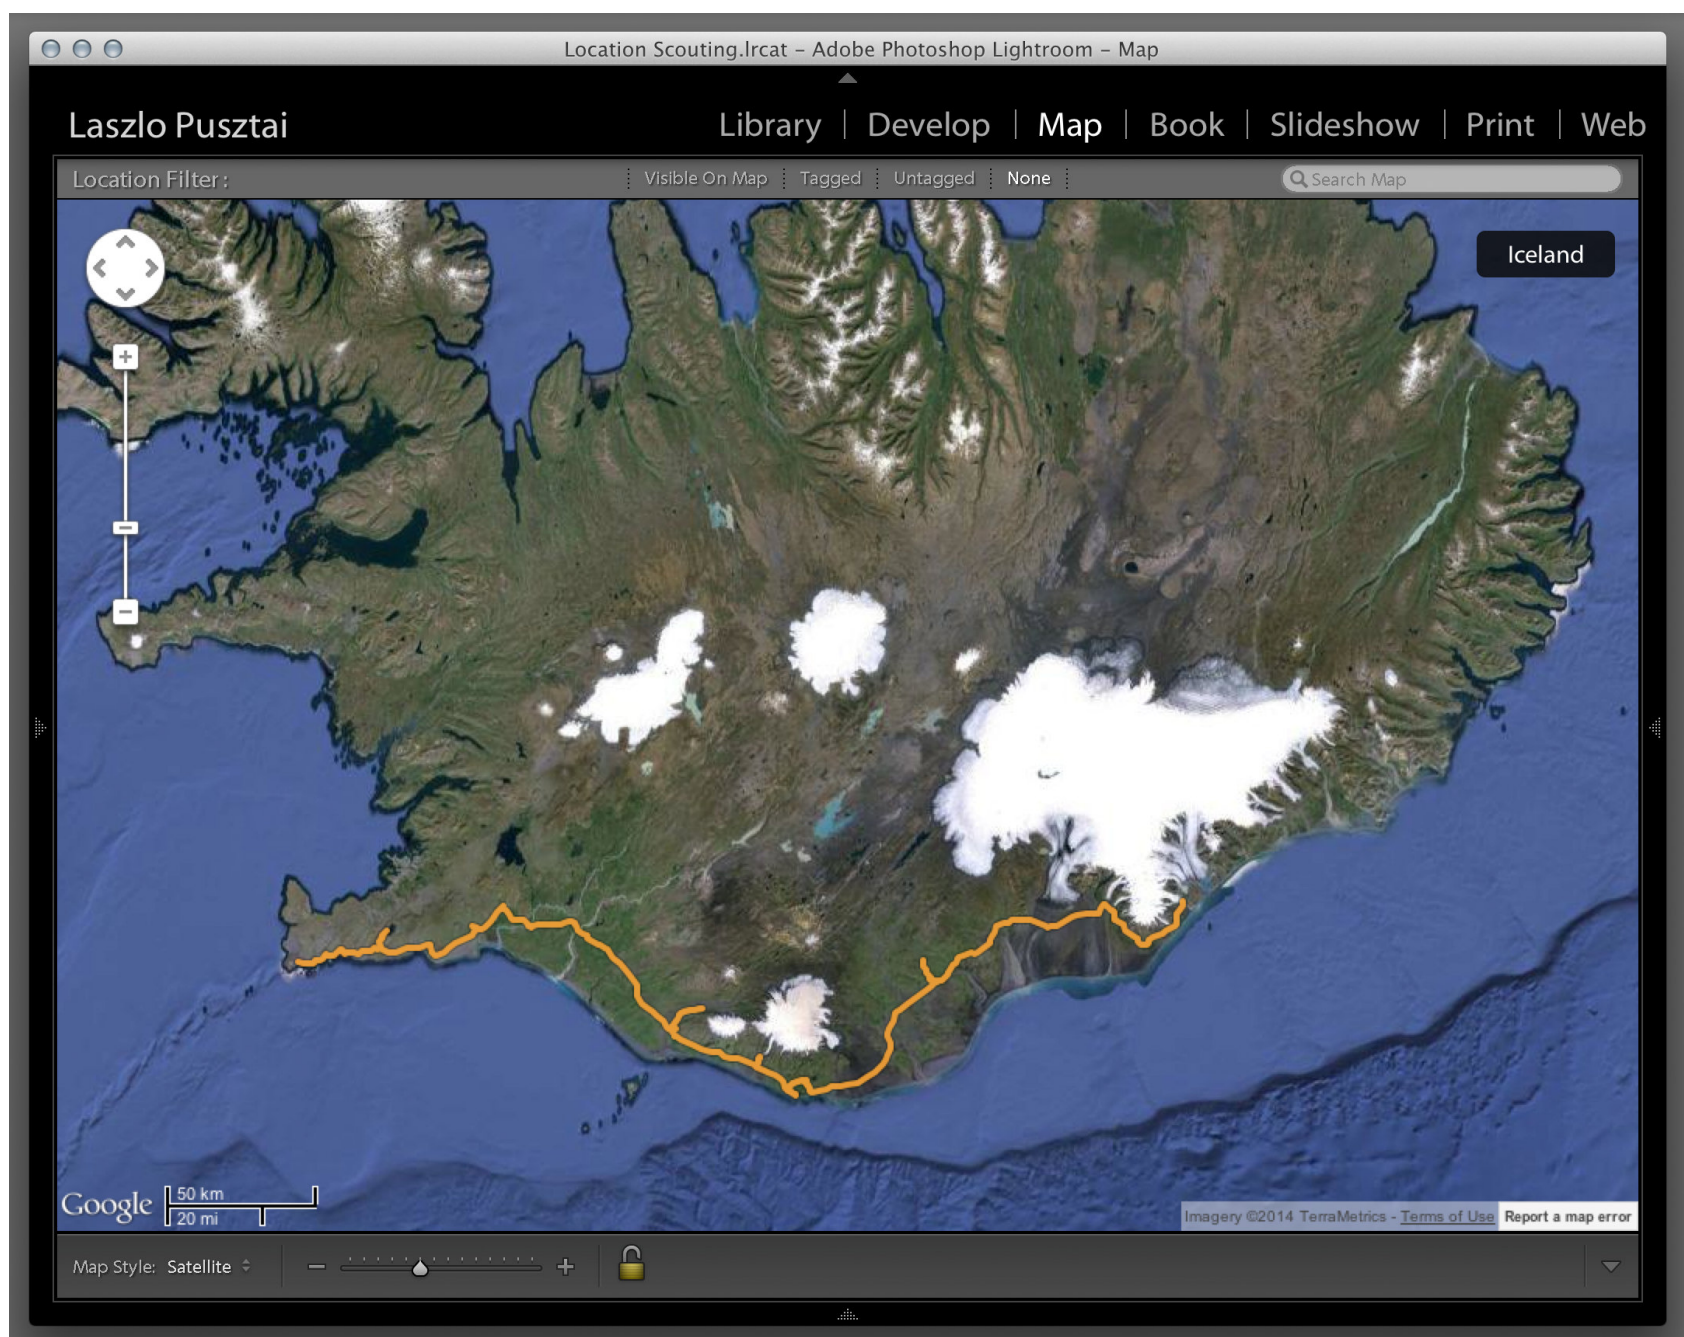 Location Scouting.lrcat – Adobe Photoshop Lightroom – Map
Laszlo Pusztai
Library | Develop | Map | Book | Slideshow | Print | Web
Location Filter :
Visible On Map
Tagged
Untagged
None
Search Map
Iceland
Google
50 km
20 mi
Imagery ©2014 TerraMetrics - Terms of Use
Report a map error
Map Style: Satellite